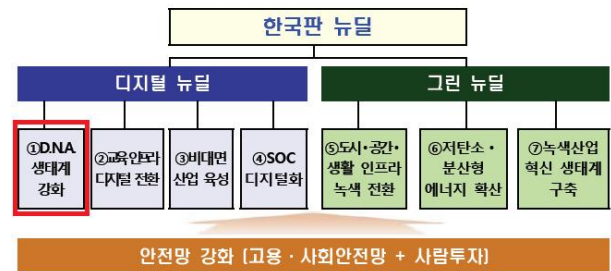 한국판 뉴딜
디지털 뉴딜
그린 뉴딜
①D.N.A.
생태계
강화
②교육인프라
디지털 전환
③비대면
산업 육성
④SOC
디지털화
⑤도시·공간·
생활 인프라
녹색 전환
⑥저탄소·
분산형
에너지 확산
⑦녹색산업
혁신 생태계
구축
안전망 강화 [고용·사회안전망 + 사람투자]